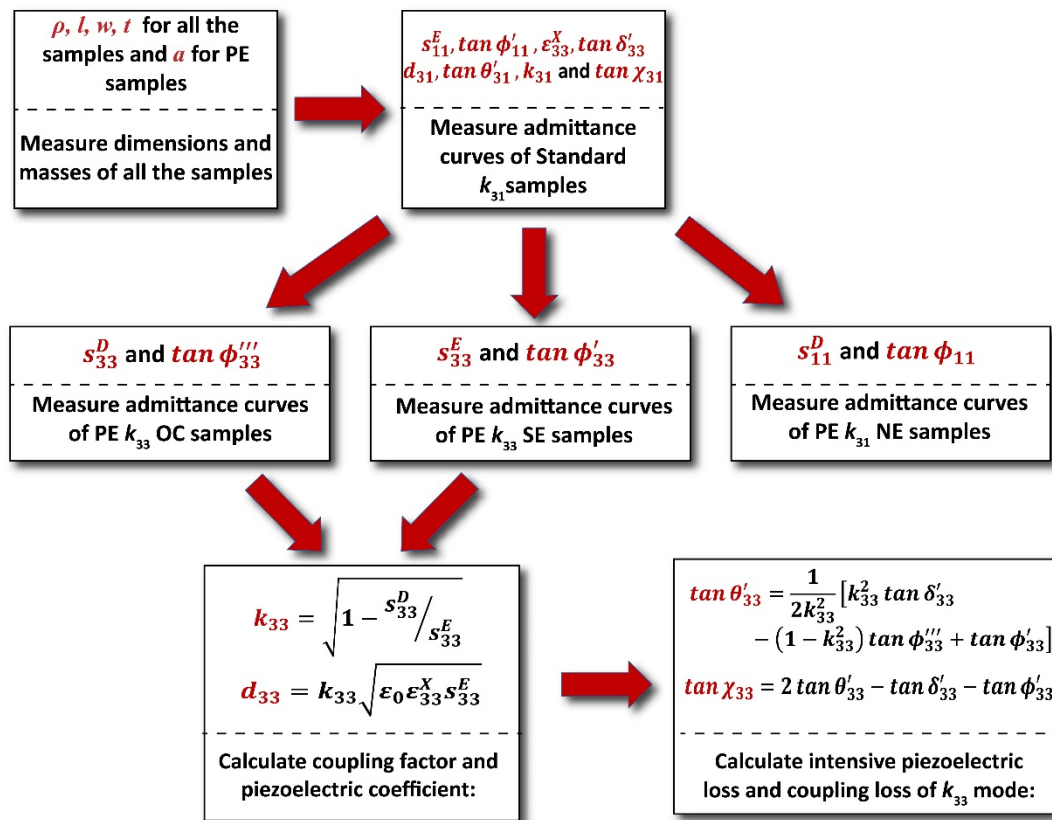 ρ, l, w, t for all the
samples and a for PE
samples
Measure dimensions and
masses of all the samples
s₁₁ᴱ, tan ϕ′₁₁, ε₃₃ˣ, tan δ′₃₃
d₃₁, tan θ′₃₁, k₃₁ and tan χ₃₁
Measure admittance
curves of Standard
k₃₁ samples
s₃₃ᴰ and tan ϕ‴₃₃
Measure admittance curves
of PE k₃₃ OC samples
s₃₃ᴱ and tan ϕ′₃₃
Measure admittance curves
of PE k₃₃ SE samples
s₁₁ᴰ and tan ϕ₁₁
Measure admittance curves
of PE k₃₁ NE samples
k₃₃ = √(1 − s₃₃ᴰ/s₃₃ᴱ)
d₃₃ = k₃₃√(ε₀ε₃₃ˣs₃₃ᴱ)
Calculate coupling factor and
piezoelectric coefficient:
tan θ′₃₃ = 1/2k₃₃² [k₃₃² tan δ′₃₃
− (1 − k₃₃²) tan ϕ‴₃₃ + tan ϕ′₃₃]
tan χ₃₃ = 2 tan θ′₃₃ − tan δ′₃₃ − tan ϕ′₃₃
Calculate intensive piezoelectric
loss and coupling loss of k₃₃ mode: